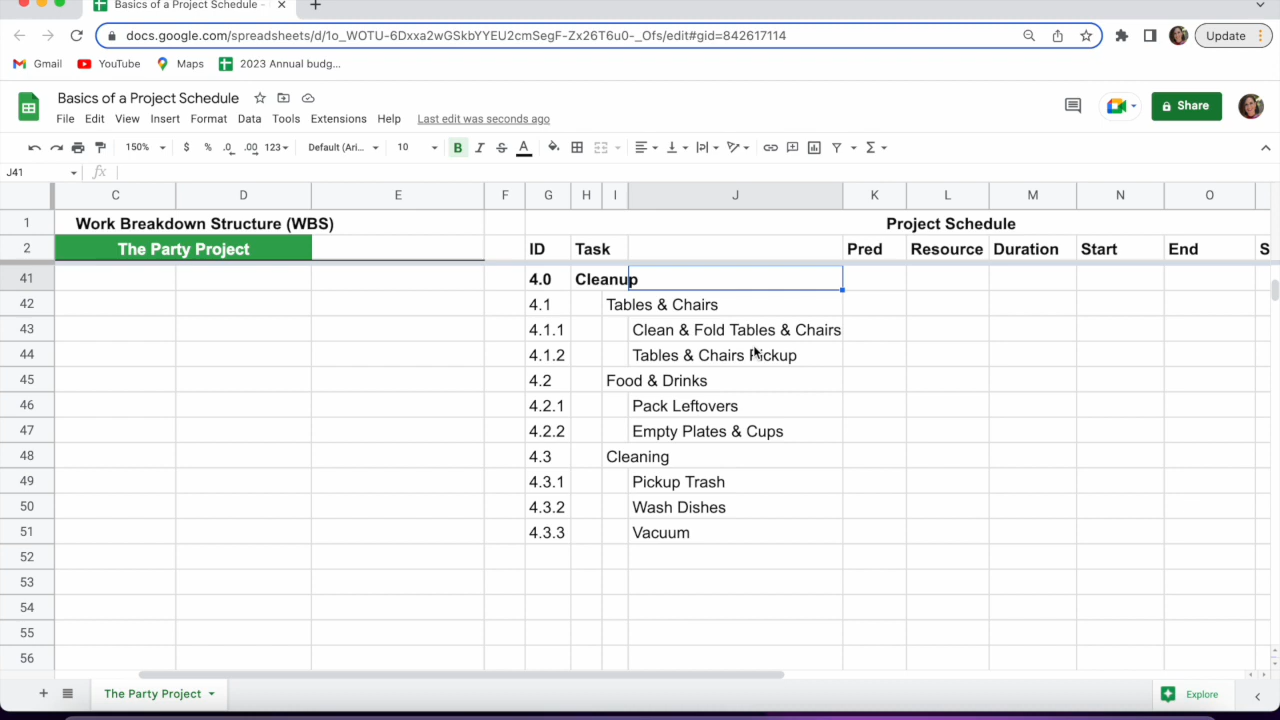 Basics of a Project Schedule -
docs.google.com/spreadsheets/d/1o_WOTU-6Dxxa2wGSkbYYEU2cmSegF-Zx26T6u0-_Ofs/edit#gid=842617114
Update
Gmail YouTube Maps 2023 Annual budg...
Basics of a Project Schedule
File Edit View Insert Format Data Tools Extensions Help Last edit was seconds ago
Share
150% $ % .0 .00 123 Default (Ari... 10 B I S A
J41 fx
C D E F G H I J K L M N O
1 Work Breakdown Structure (WBS) Project Schedule
2 The Party Project ID Task Pred Resource Duration Start End S
41 4.0 Cleanup
42 4.1 Tables & Chairs
43 4.1.1 Clean & Fold Tables & Chairs
44 4.1.2 Tables & Chairs Pickup
45 4.2 Food & Drinks
46 4.2.1 Pack Leftovers
47 4.2.2 Empty Plates & Cups
48 4.3 Cleaning
49 4.3.1 Pickup Trash
50 4.3.2 Wash Dishes
51 4.3.3 Vacuum
52
53
54
55
56
The Party Project Explore